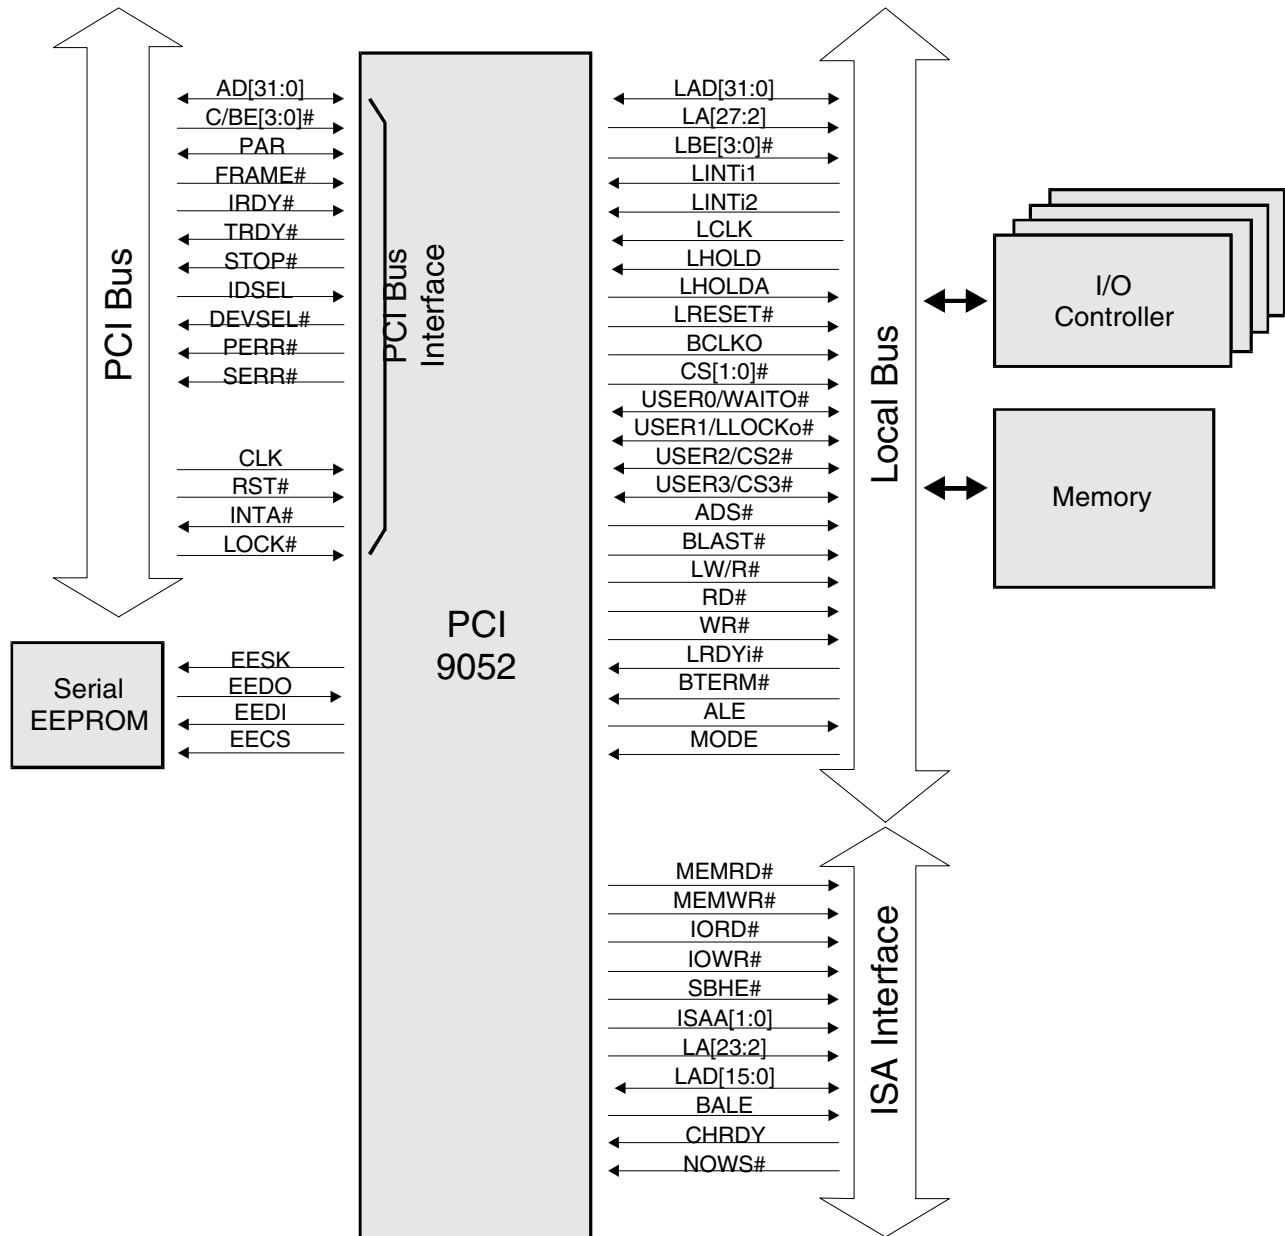 PCI Bus
AD[31:0]
C/BE[3:0]#
PAR
FRAME#
IRDY#
TRDY#
STOP#
IDSEL
DEVSEL#
PERR#
SERR#
CLK
RST#
INTA#
LOCK#
PCI Bus
Interface
Serial
EEPROM
EESK
EEDO
EEDI
EECS
PCI
9052
LAD[31:0]
LA[27:2]
LBE[3:0]#
LINTi1
LINTi2
LCLK
LHOLD
LHOLDA
LRESET#
BCLKO
CS[1:0]#
USER0/WAITO#
USER1/LLOCKo#
USER2/CS2#
USER3/CS3#
ADS#
BLAST#
LW/R#
RD#
WR#
LRDYi#
BTERM#
ALE
MODE
Local Bus
I/O
Controller
Memory
MEMRD#
MEMWR#
IORD#
IOWR#
SBHE#
ISAA[1:0]
LA[23:2]
LAD[15:0]
BALE
CHRDY
NOWS#
ISA Interface